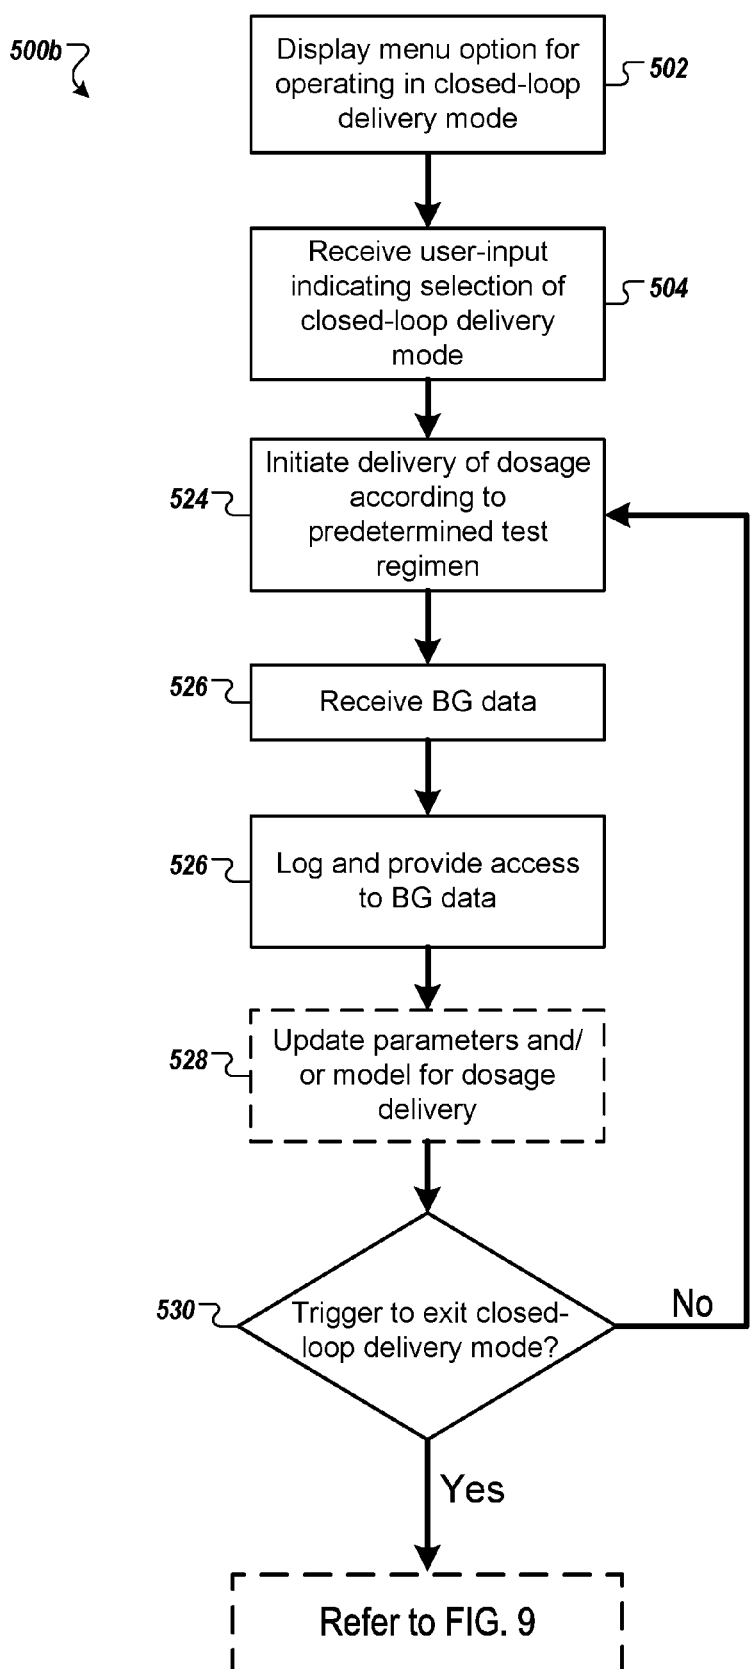 500b
Display menu option for
operating in closed-loop
delivery mode
502
Receive user-input
indicating selection of
closed-loop delivery
mode
504
Initiate delivery of dosage
according to
predetermined test
regimen
524
Receive BG data
526
Log and provide access
to BG data
526
Update parameters and/
or model for dosage
delivery
528
Trigger to exit closed-
loop delivery mode?
530
No
Yes
Refer to FIG. 9